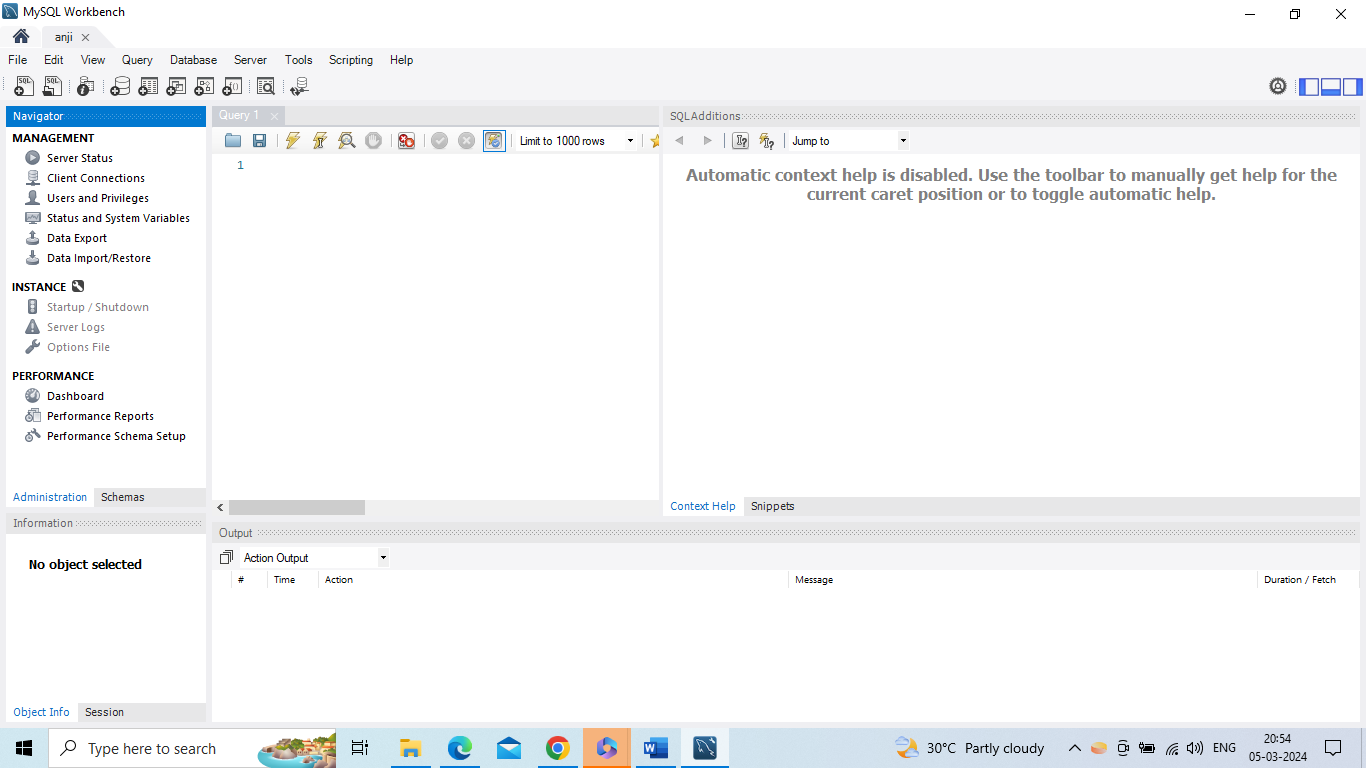 MySQL Workbench
anji
File Edit View Query Database Server Tools Scripting Help
Navigator
MANAGEMENT
Server Status
Client Connections
Users and Privileges
Status and System Variables
Data Export
Data Import/Restore
INSTANCE
Startup / Shutdown
Server Logs
Options File
PERFORMANCE
Dashboard
Performance Reports
Performance Schema Setup
Administration Schemas
Information
No object selected
Object Info Session
Query 1
Limit to 1000 rows
1
SQLAdditions
Jump to
Automatic context help is disabled. Use the toolbar to manually get help for the
current caret position or to toggle automatic help.
Context Help Snippets
Output
Action Output
# Time Action Message Duration / Fetch
Type here to search
30°C Partly cloudy
ENG
20:54
05-03-2024